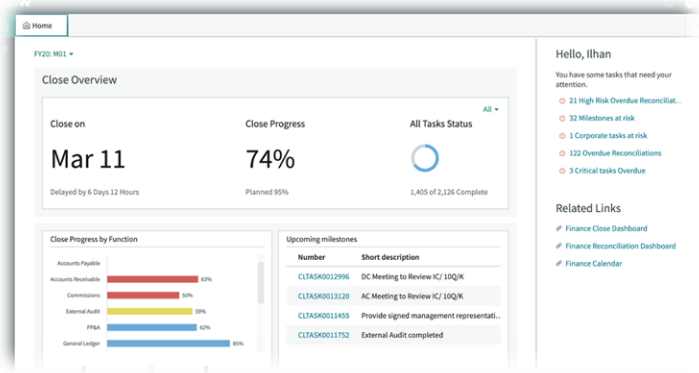 Home
FY20: M01
Close Overview
All
Close on
Close Progress
All Tasks Status
Mar 11
74%
Delayed by 6 Days 12 Hours
Planned 95%
1,405 of 2,126 Complete
Close Progress by Function
Accounts Payable
Accounts Receivable
63%
Commissions
50%
External Audit
59%
FP&A
62%
General Ledger
85%
Upcoming milestones
Number Short description
CLTASK0012996 DC Meeting to Review IC/ 10Q/K
CLTASK0013120 AC Meeting to Review IC/ 10Q/K
CLTASK0011455 Provide signed management representati..
CLTASK0011752 External Audit completed
Hello, Ilhan
You have some tasks that need your
attention.
21 High Risk Overdue Reconciliat...
32 Milestones at risk
1 Corporate tasks at risk
122 Overdue Reconciliations
3 Critical tasks Overdue
Related Links
Finance Close Dashboard
Finance Reconciliation Dashboard
Finance Calendar